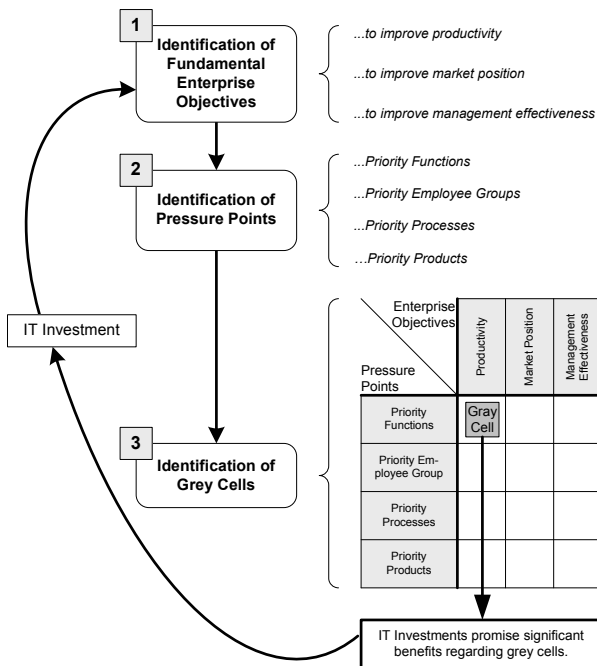 1
Identification of
Fundamental
Enterprise
Objectives
...to improve productivity
...to improve market position
...to improve management effectiveness
2
Identification of
Pressure Points
...Priority Functions
...Priority Employee Groups
...Priority Processes
...Priority Products
IT Investment
3
Identification of
Grey Cells
Enterprise
Objectives
Pressure
Points
Productivity
Market Position
Management
Effectiveness
Priority
Functions
Gray
Cell
Priority Em-
ployee Group
Priority
Processes
Priority
Products
IT Investments promise significant
benefits regarding grey cells.